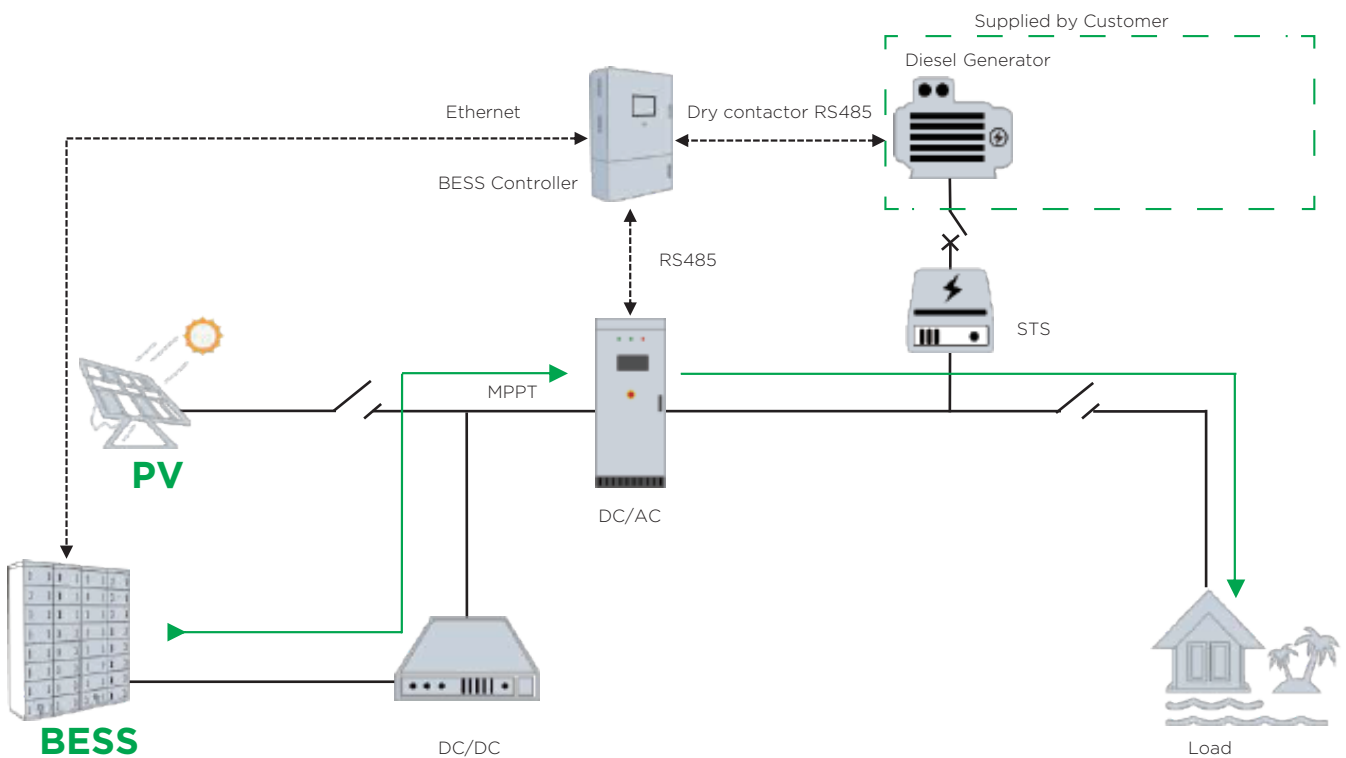 Supplied by Customer
Diesel Generator
Ethernet
Dry contactor RS485
BESS Controller
RS485
STS
MPPT
PV
DC/AC
BESS
DC/DC
Load